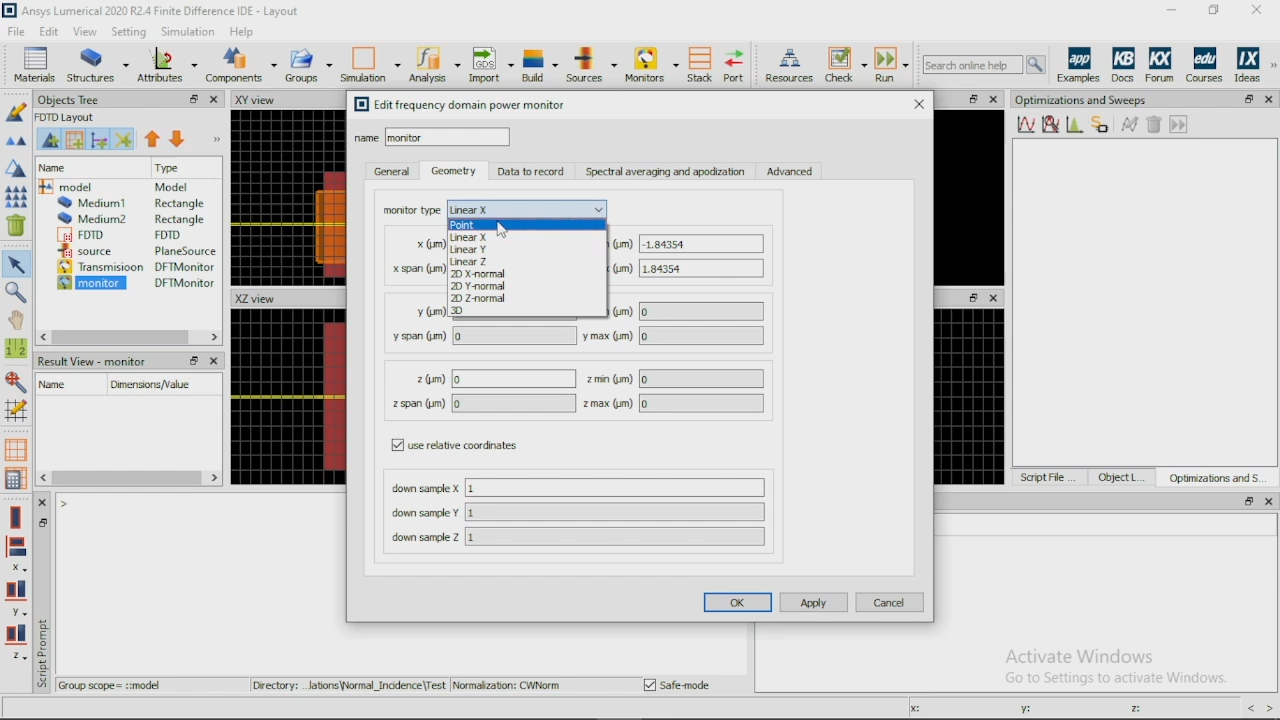 Ansys Lumerical 2020 R2.4 Finite Difference IDE - Layout
File Edit View Setting Simulation Help
Materials Structures Attributes Components Groups Simulation Analysis Import Build Sources Monitors Stack Port Resources Check Run Search online help Examples Docs Forum Courses Ideas
app KB KX edu IX
Objects Tree
FDTD Layout
Name Type
model Model
Medium1 Rectangle
Medium2 Rectangle
FDTD FDTD
source PlaneSource
Transmisioon DFTMonitor
monitor DFTMonitor
Result View - monitor
Name Dimensions/Value
XY view
XZ view
Edit frequency domain power monitor
name monitor
General Geometry Data to record Spectral averaging and apodization Advanced
monitor type Linear X
Point
Linear X
Linear Y
Linear Z
2D X-normal
2D Y-normal
2D Z-normal
3D
x (µm) (µm) -1.84354
x span (µm) (µm) 1.84354
y (µm) (µm) 0
y span (µm) 0 y max (µm) 0
z (µm) 0 z min (µm) 0
z span (µm) 0 z max (µm) 0
use relative coordinates
down sample X 1
down sample Y 1
down sample Z 1
OK Apply Cancel
Optimizations and Sweeps
Script File ... Object L... Optimizations and S...
x y z
Script Prompt
>
Group scope= ::model Directory: ...lations\Normal_Incidence\Test Normalization: CWNorm Safe-mode
Activate Windows
Go to Settings to activate Windows.
x: y: z: